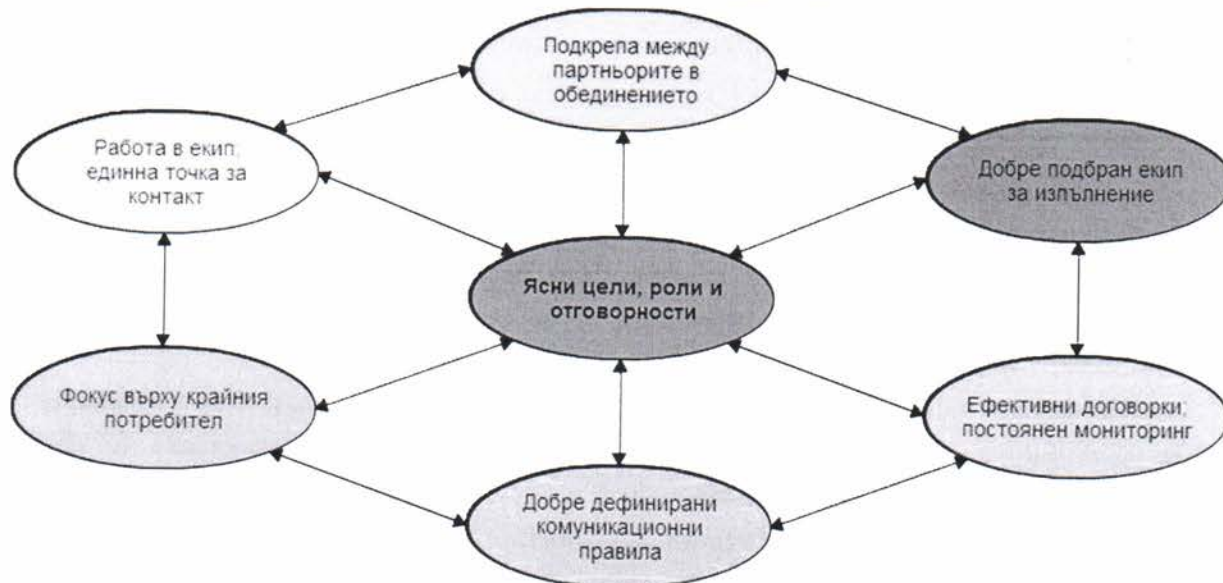 Подкрепа между
партньорите в
обединението
Работа в екип;
единна точка за
контакт
Добре подбран екип
за изпълнение
Ясни цели, роли и
отговорности
Фокус върху крайния
потребител
Ефективни договорки;
постоянен мониторинг
Добре дефинирани
комуникационни
правила